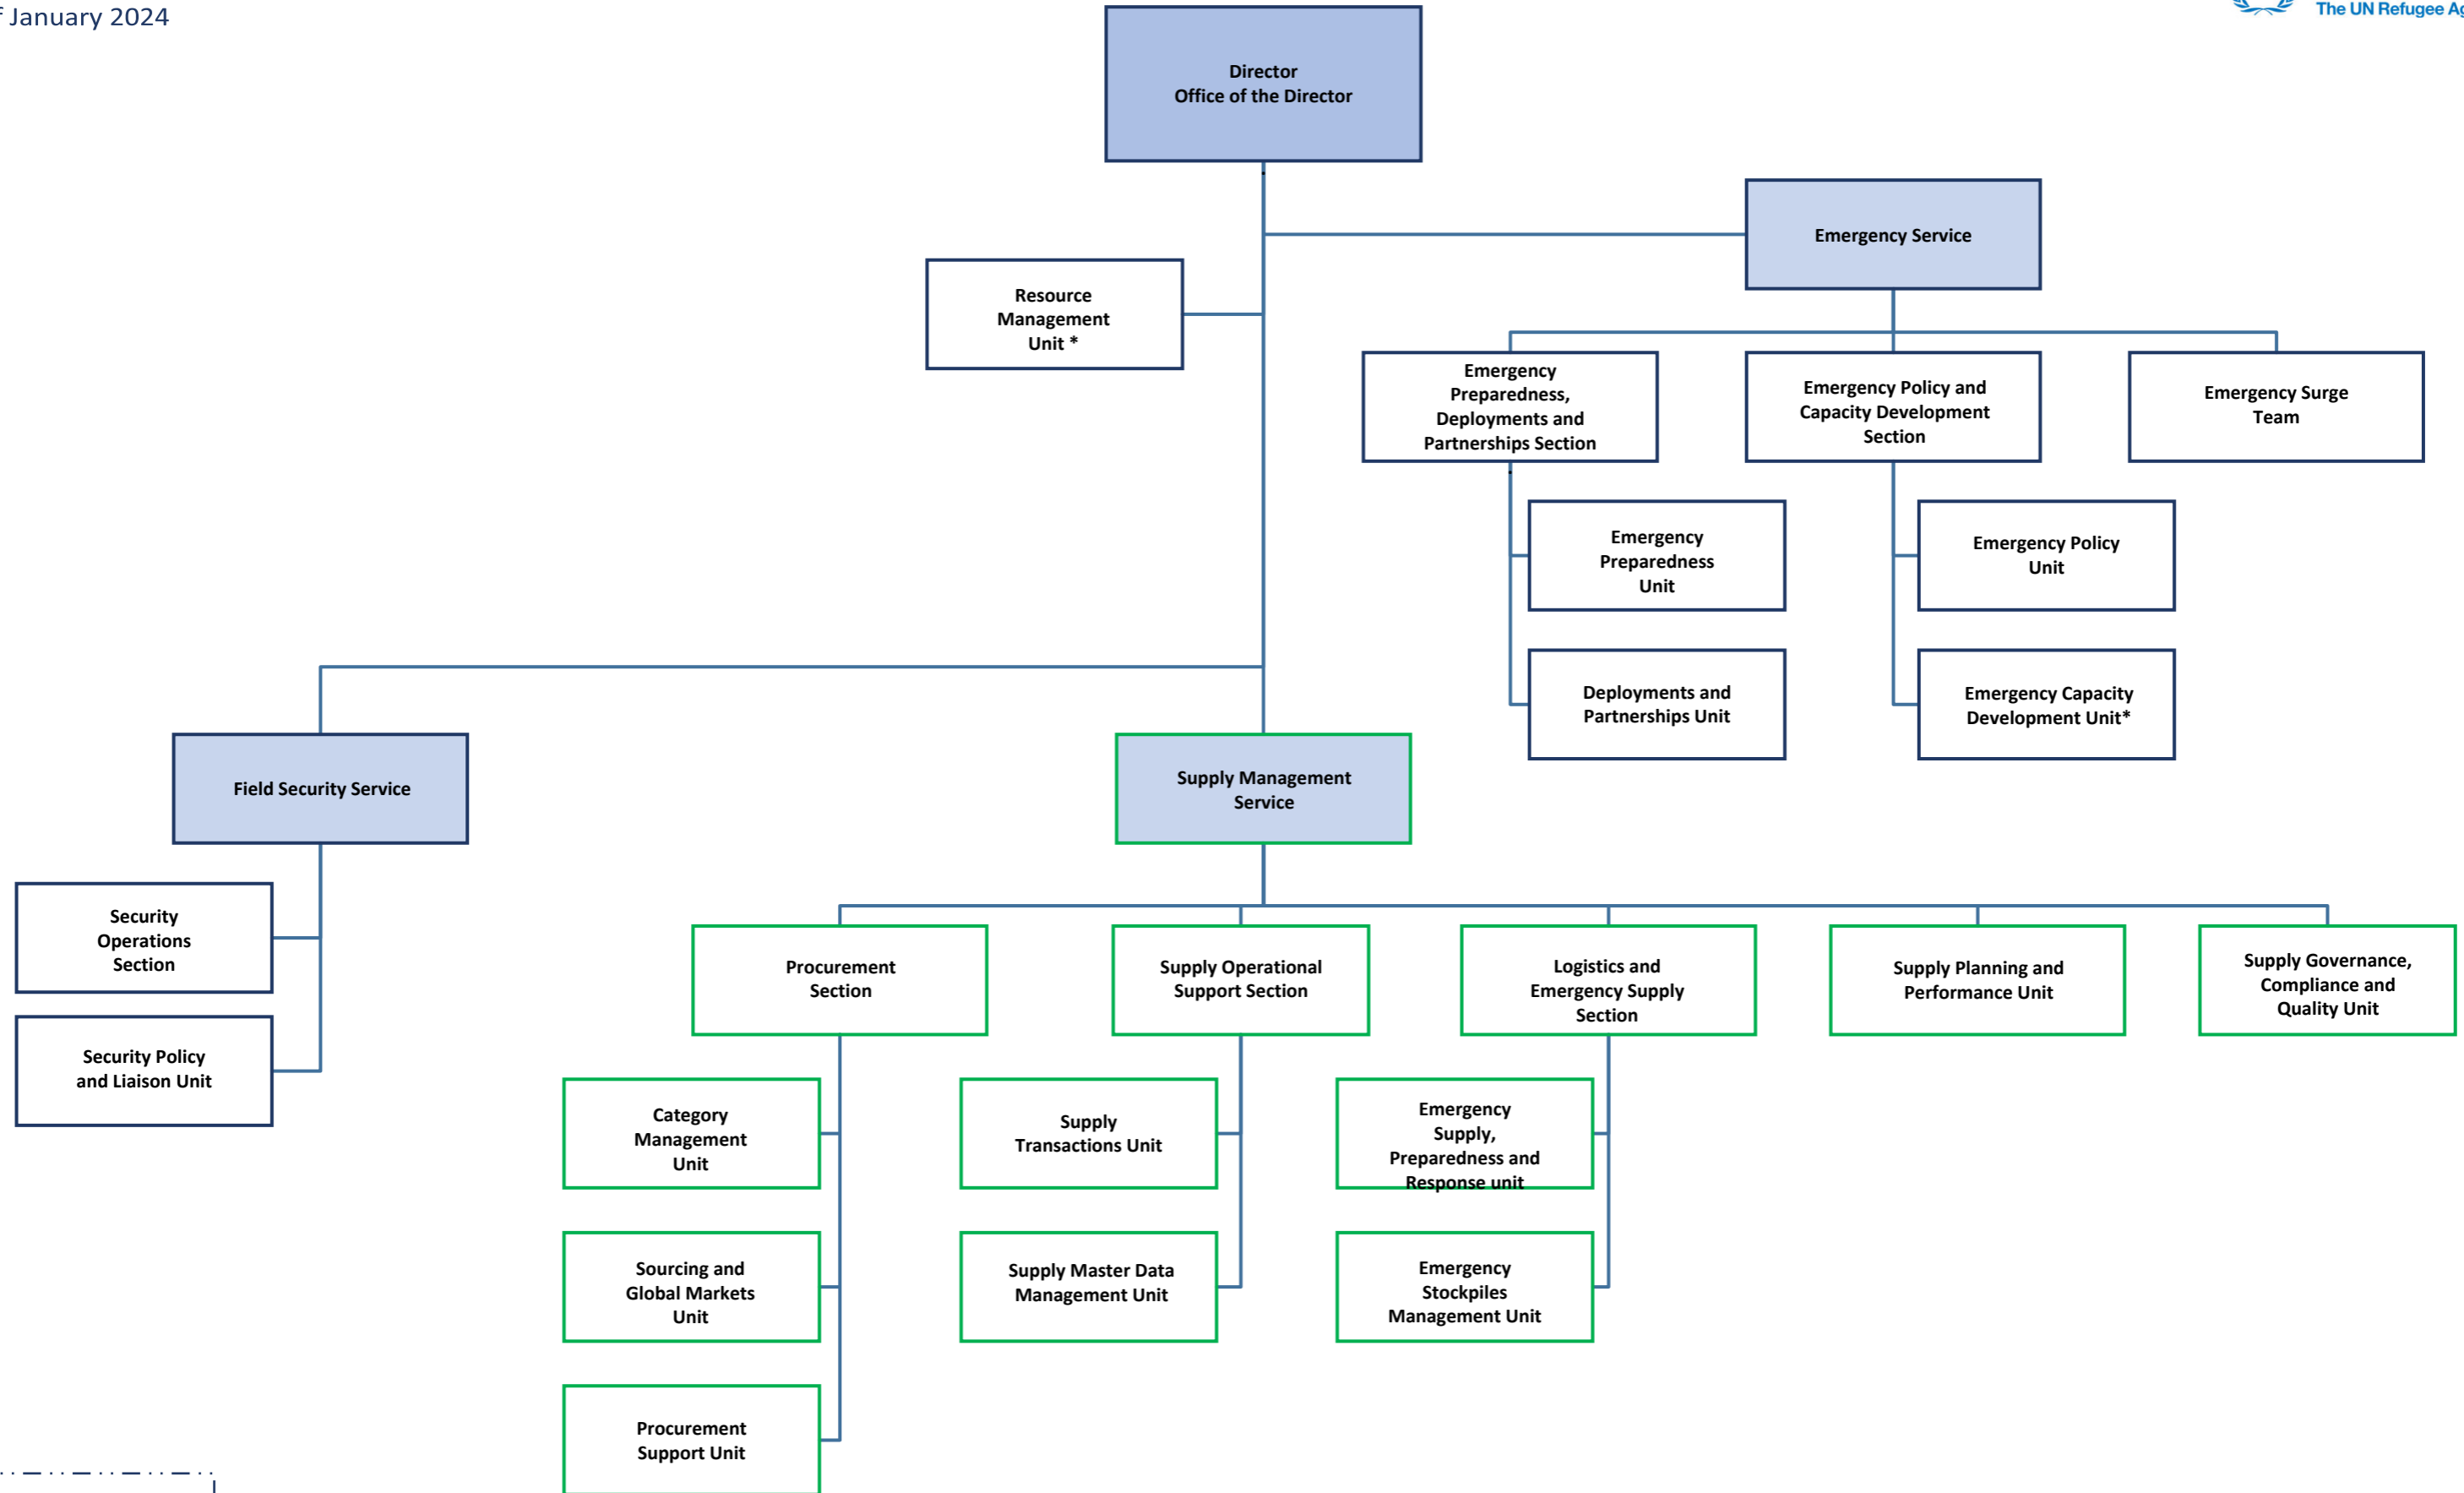 January 2024
The UN Refugee
Director
Office of the Director
Emergency Service
Resource
Management
Unit *
Emergency
Preparedness,
Deployments and
Partnerships Section
Emergency Policy and
Capacity Development
Section
Emergency Surge
Team
Emergency
Preparedness
Unit
Emergency Policy
Unit
Deployments and
Partnerships Unit
Emergency Capacity
Development Unit*
Field Security Service
Supply Management
Service
Security
Operations
Section
Security Policy
and Liaison Unit
Procurement
Section
Supply Operational
Support Section
Logistics and
Emergency Supply
Section
Supply Planning and
Performance Unit
Supply Governance,
Compliance and
Quality Unit
Category
Management
Unit
Supply
Transactions Unit
Emergency
Supply,
Preparedness and
Response unit
Sourcing and
Global Markets
Unit
Supply Master Data
Management Unit
Emergency
Stockpiles
Management Unit
Procurement
Support Unit